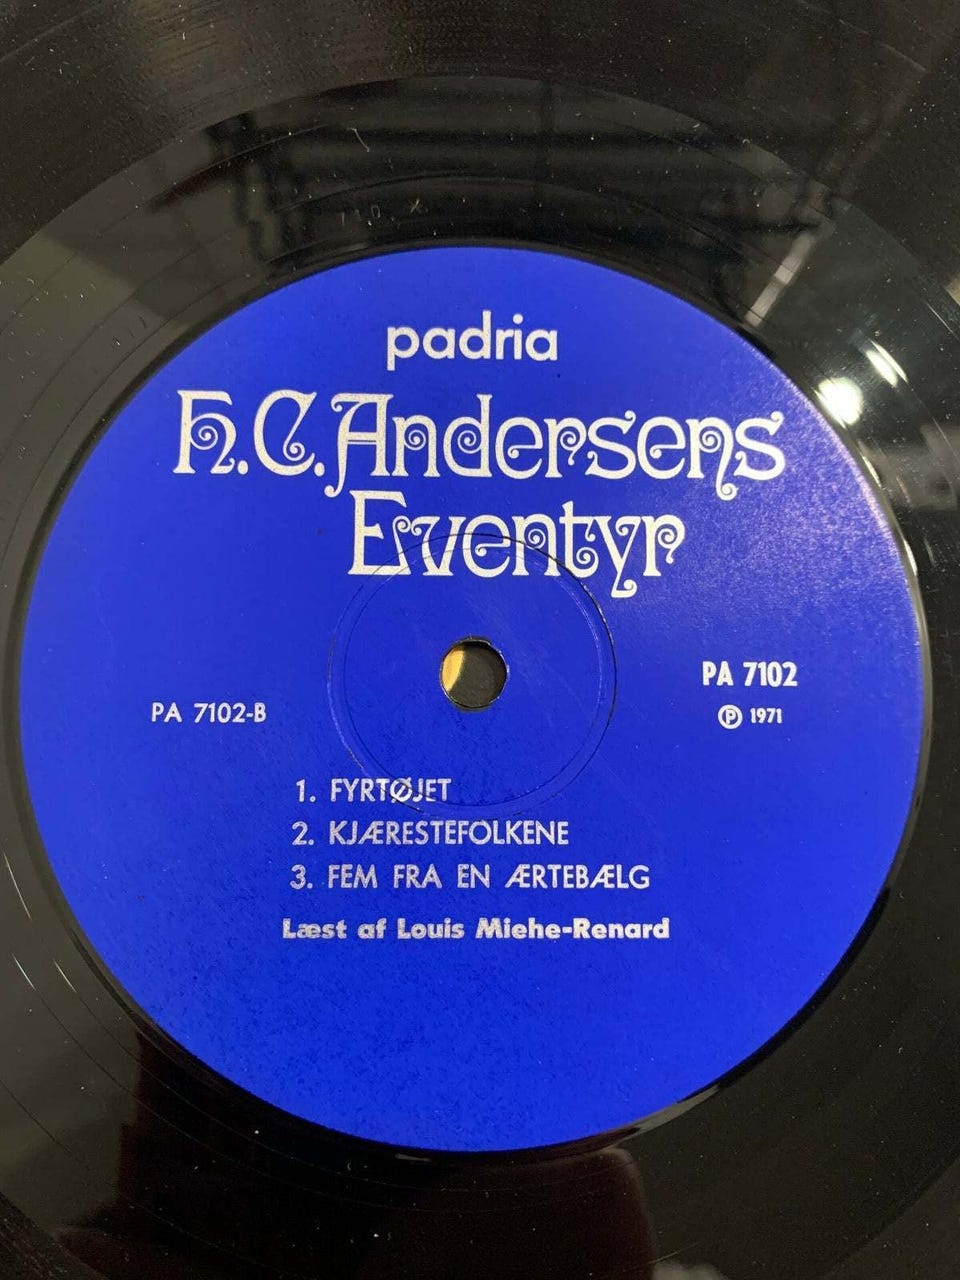 padria
H.C. Andersens
Eventyr
PA 7102
℗ 1971
PA 7102-B
1. FYRTØJET
2. KJÆRESTEFOLKENE
3. FEM FRA EN ÆRTEBÆLG
Læst af Louis Miehe-Renard